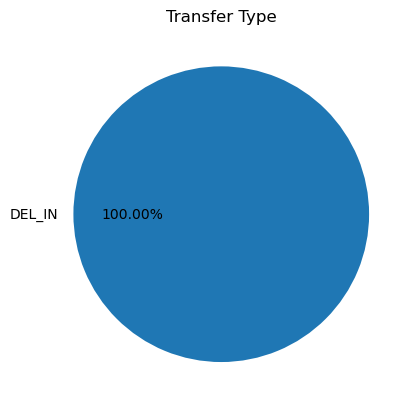 Transfer Type
DEL_IN
100.00%